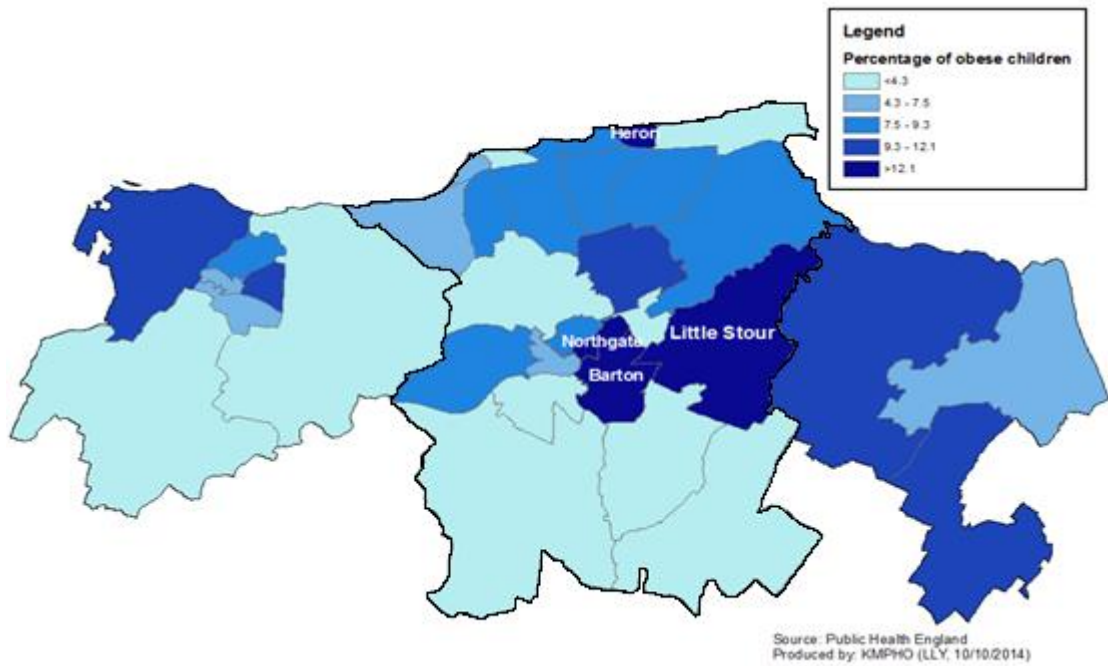 Legend
Percentage of obese children
<4.3
4.3 - 7.5
7.5 - 9.3
9.3 - 12.1
>12.1
Heron
Little Stour
Northgate
Barton
Source: Public Health England
Produced by: KMPHO (LLY, 10/10/2014)